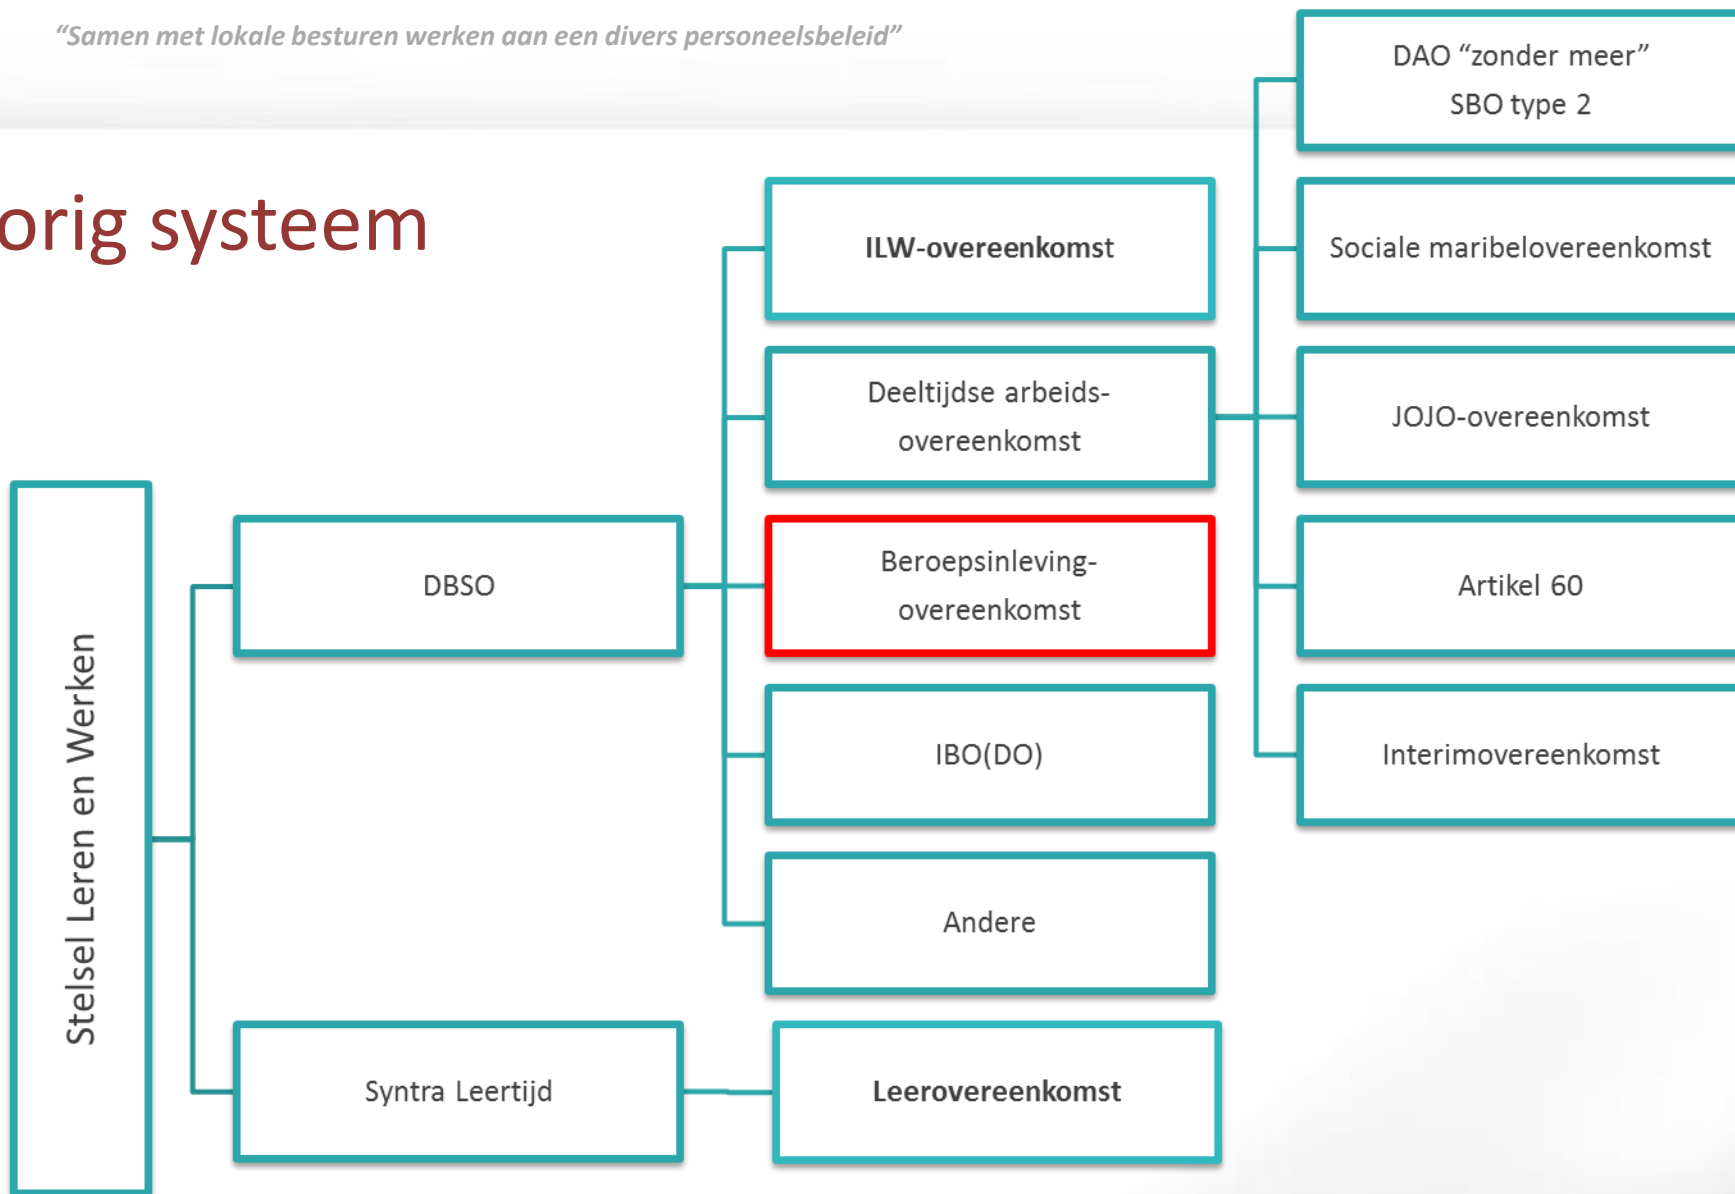 “Samen met lokale besturen werken aan een divers personeelsbeleid”
orig systeem
Stelsel Leren en Werken
DBSO
Syntra Leertijd
ILW-overeenkomst
Deeltijdse arbeids-
overeenkomst
Beroepsinleving-
overeenkomst
IBO(DO)
Andere
Leerovereenkomst
DAO “zonder meer”
SBO type 2
Sociale maribelovereenkomst
JOJO-overeenkomst
Artikel 60
Interimovereenkomst